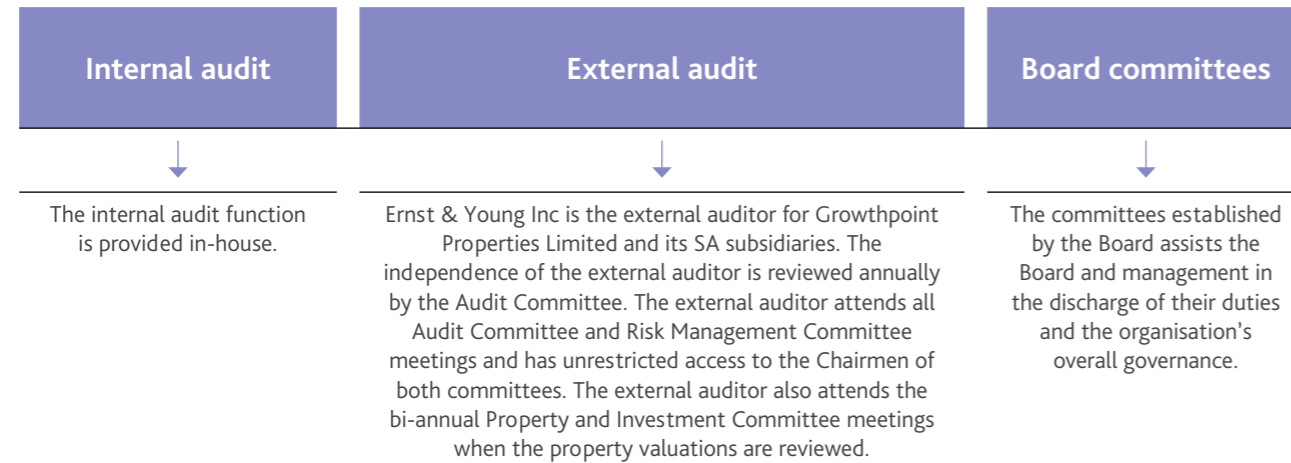 Internal audit
External audit
Board committees
The internal audit function
is provided in-house.
Ernst & Young Inc is the external auditor for Growthpoint
Properties Limited and its SA subsidiaries. The
independence of the external auditor is reviewed annually
by the Audit Committee. The external auditor attends all
Audit Committee and Risk Management Committee
meetings and has unrestricted access to the Chairmen of
both committees. The external auditor also attends the
bi-annual Property and Investment Committee meetings
when the property valuations are reviewed.
The committees established
by the Board assists the
Board and management in
the discharge of their duties
and the organisation's
overall governance.